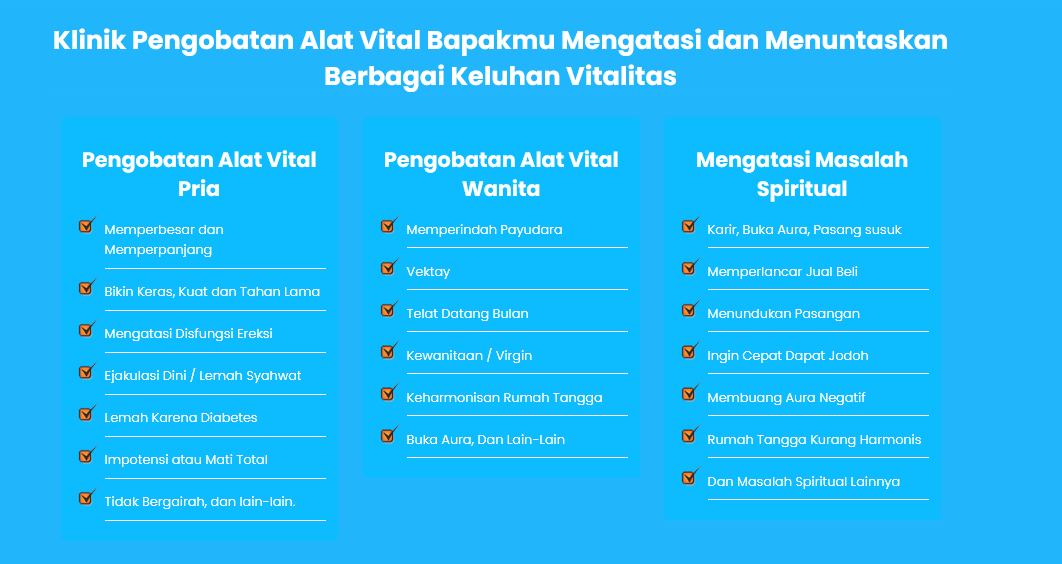 Klinik Pengobatan Alat Vital Bapakmu Mengatasi dan Menuntaskan
Berbagai Keluhan Vitalitas
Pengobatan Alat Vital
Pria
Memperbesar dan
Memperpanjang
Bikin Keras, Kuat dan Tahan Lama
Mengatasi Disfungsi Ereksi
Ejakulasi Dini / Lemah Syahwat
Lemah Karena Diabetes
Impotensi atau Mati Total
Tidak Bergairah, dan lain-lain.
Pengobatan Alat Vital
Wanita
Memperindah Payudara
Vektay
Telat Datang Bulan
Kewanitaan / Virgin
Keharmonisan Rumah Tangga
Buka Aura, Dan Lain-Lain
Mengatasi Masalah
Spiritual
Karir, Buka Aura, Pasang susuk
Memperlancar Jual Beli
Menundukan Pasangan
Ingin Cepat Dapat Jodoh
Membuang Aura Negatif
Rumah Tangga Kurang Harmonis
Dan Masalah Spiritual Lainnya